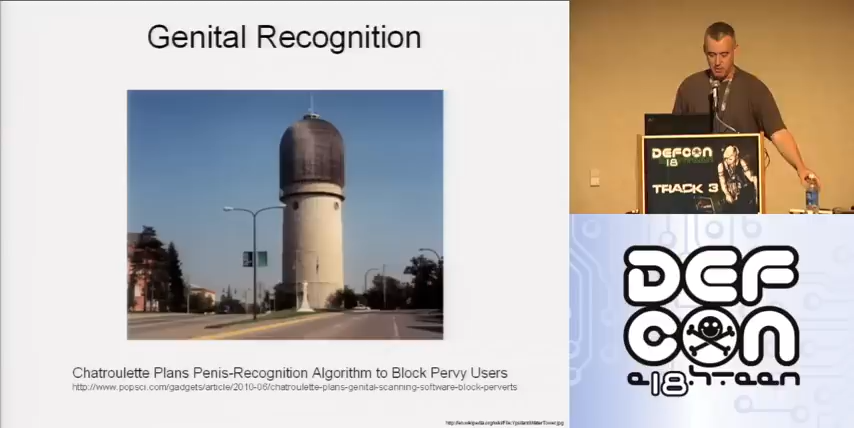 Genital Recognition
Chatroulette Plans Penis-Recognition Algorithm to Block Pervy Users
http://www.popsci.com/gadgets/article/2010-06/chatroulette-plans-genital-scanning-software-block-perverts
DEFCON
18
TRACK 3
DEF
CON
e18hteen